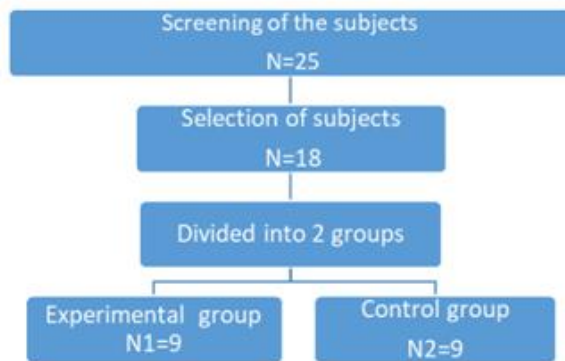 Screening of the subjects
N=25
Selection of subjects
N=18
Divided into 2 groups
Experimental group
N1=9
Control group
N2=9